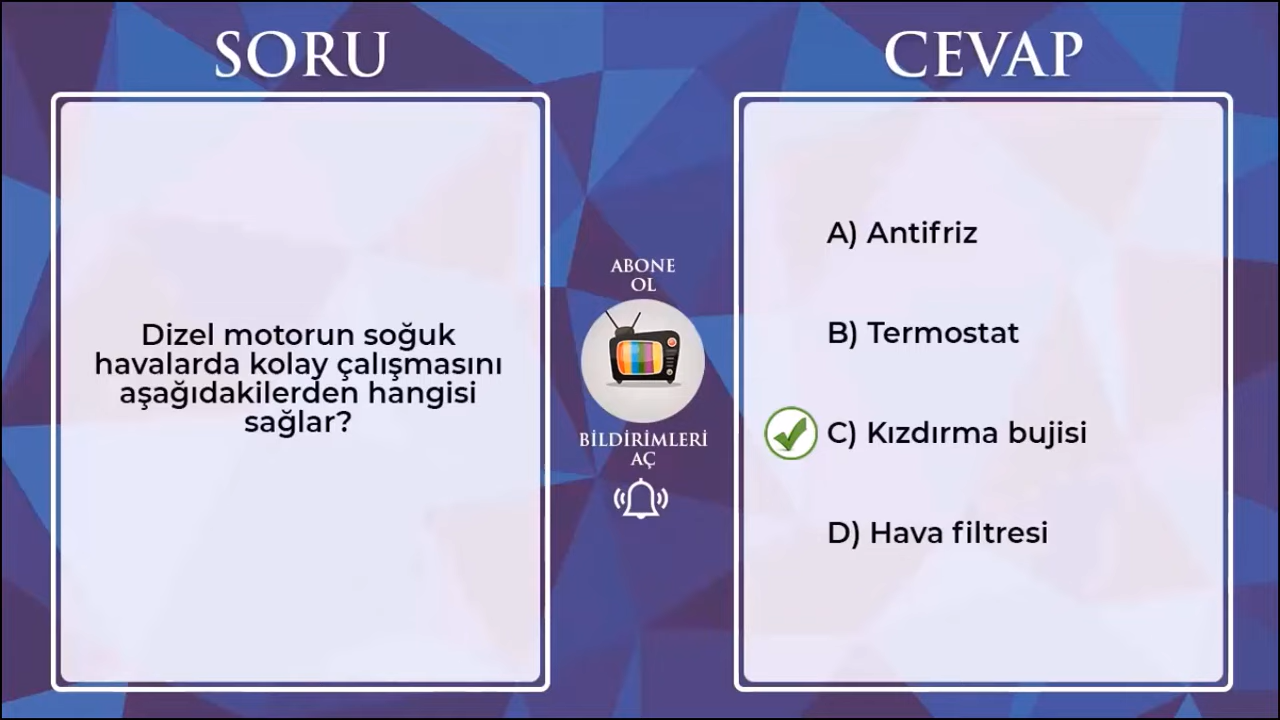 SORU
Dizel motorun soğuk
havalarda kolay çalışmasını
aşağıdakilerden hangisi
sağlar?
ABONE
OL
BİLDİRİMLERİ
AÇ
CEVAP
A) Antifriz
B) Termostat
C) Kızdırma bujisi
D) Hava filtresi